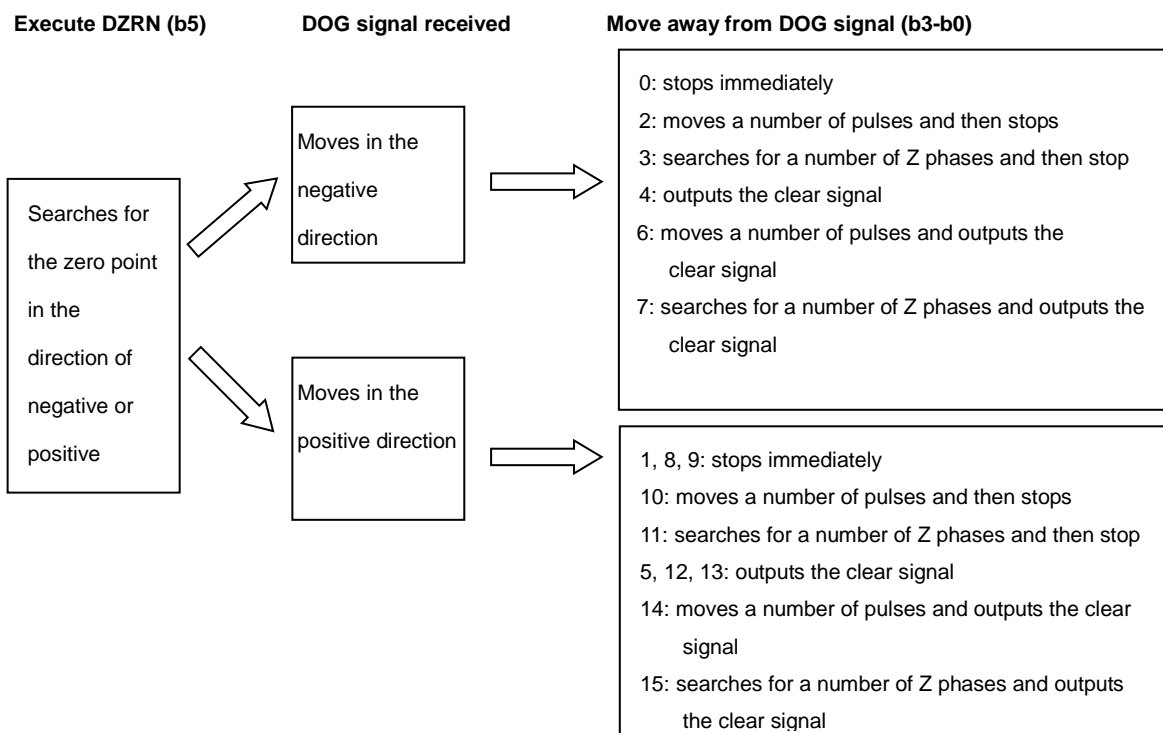 Execute DZRN (b5)
DOG signal received
Move away from DOG signal (b3-b0)
Searches for
the zero point
in the
direction of
negative or
positive
Moves in the
negative
direction
Moves in the
positive direction
0: stops immediately
2: moves a number of pulses and then stops
3: searches for a number of Z phases and then stop
4: outputs the clear signal
6: moves a number of pulses and outputs the
clear signal
7: searches for a number of Z phases and outputs the
clear signal
1, 8, 9: stops immediately
10: moves a number of pulses and then stops
11: searches for a number of Z phases and then stop
5, 12, 13: outputs the clear signal
14: moves a number of pulses and outputs the clear
signal
15: searches for a number of Z phases and outputs
the clear signal